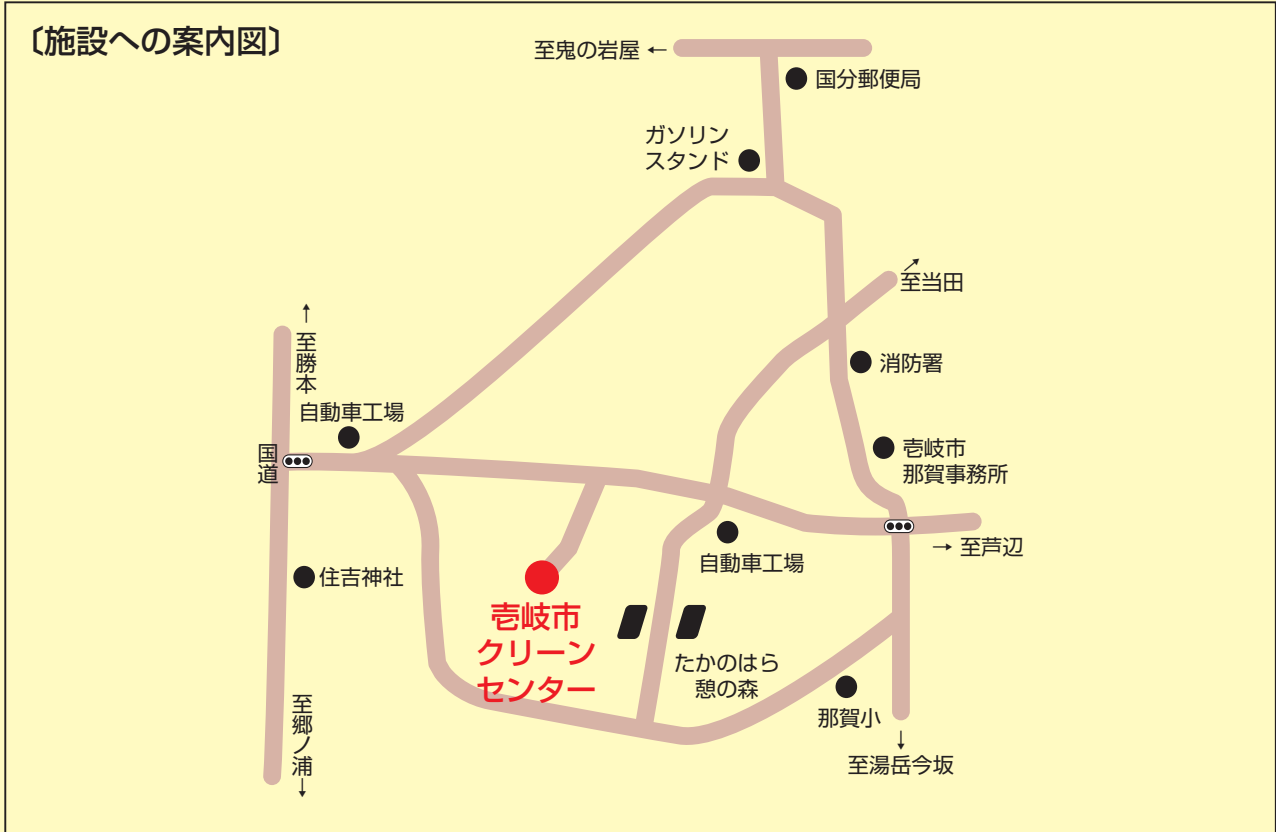 〔施設への案内図〕
至鬼の岩屋 ←
国分郵便局
ガソリン
スタンド
↗
至当田
↑
至勝本
消防署
自動車工場
国道
壱岐市
那賀事務所
→ 至芦辺
自動車工場
住吉神社
壱岐市
クリーン
センター
たかのはら
憩の森
那賀小
至郷ノ浦
↓
↓
至湯岳今坂